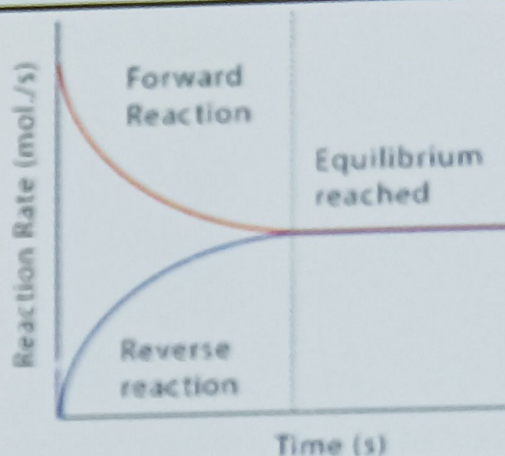 Forward
Reaction
Equilibrium
reached
Reverse
reaction
Reaction Rate (mol./s)
Time (s)